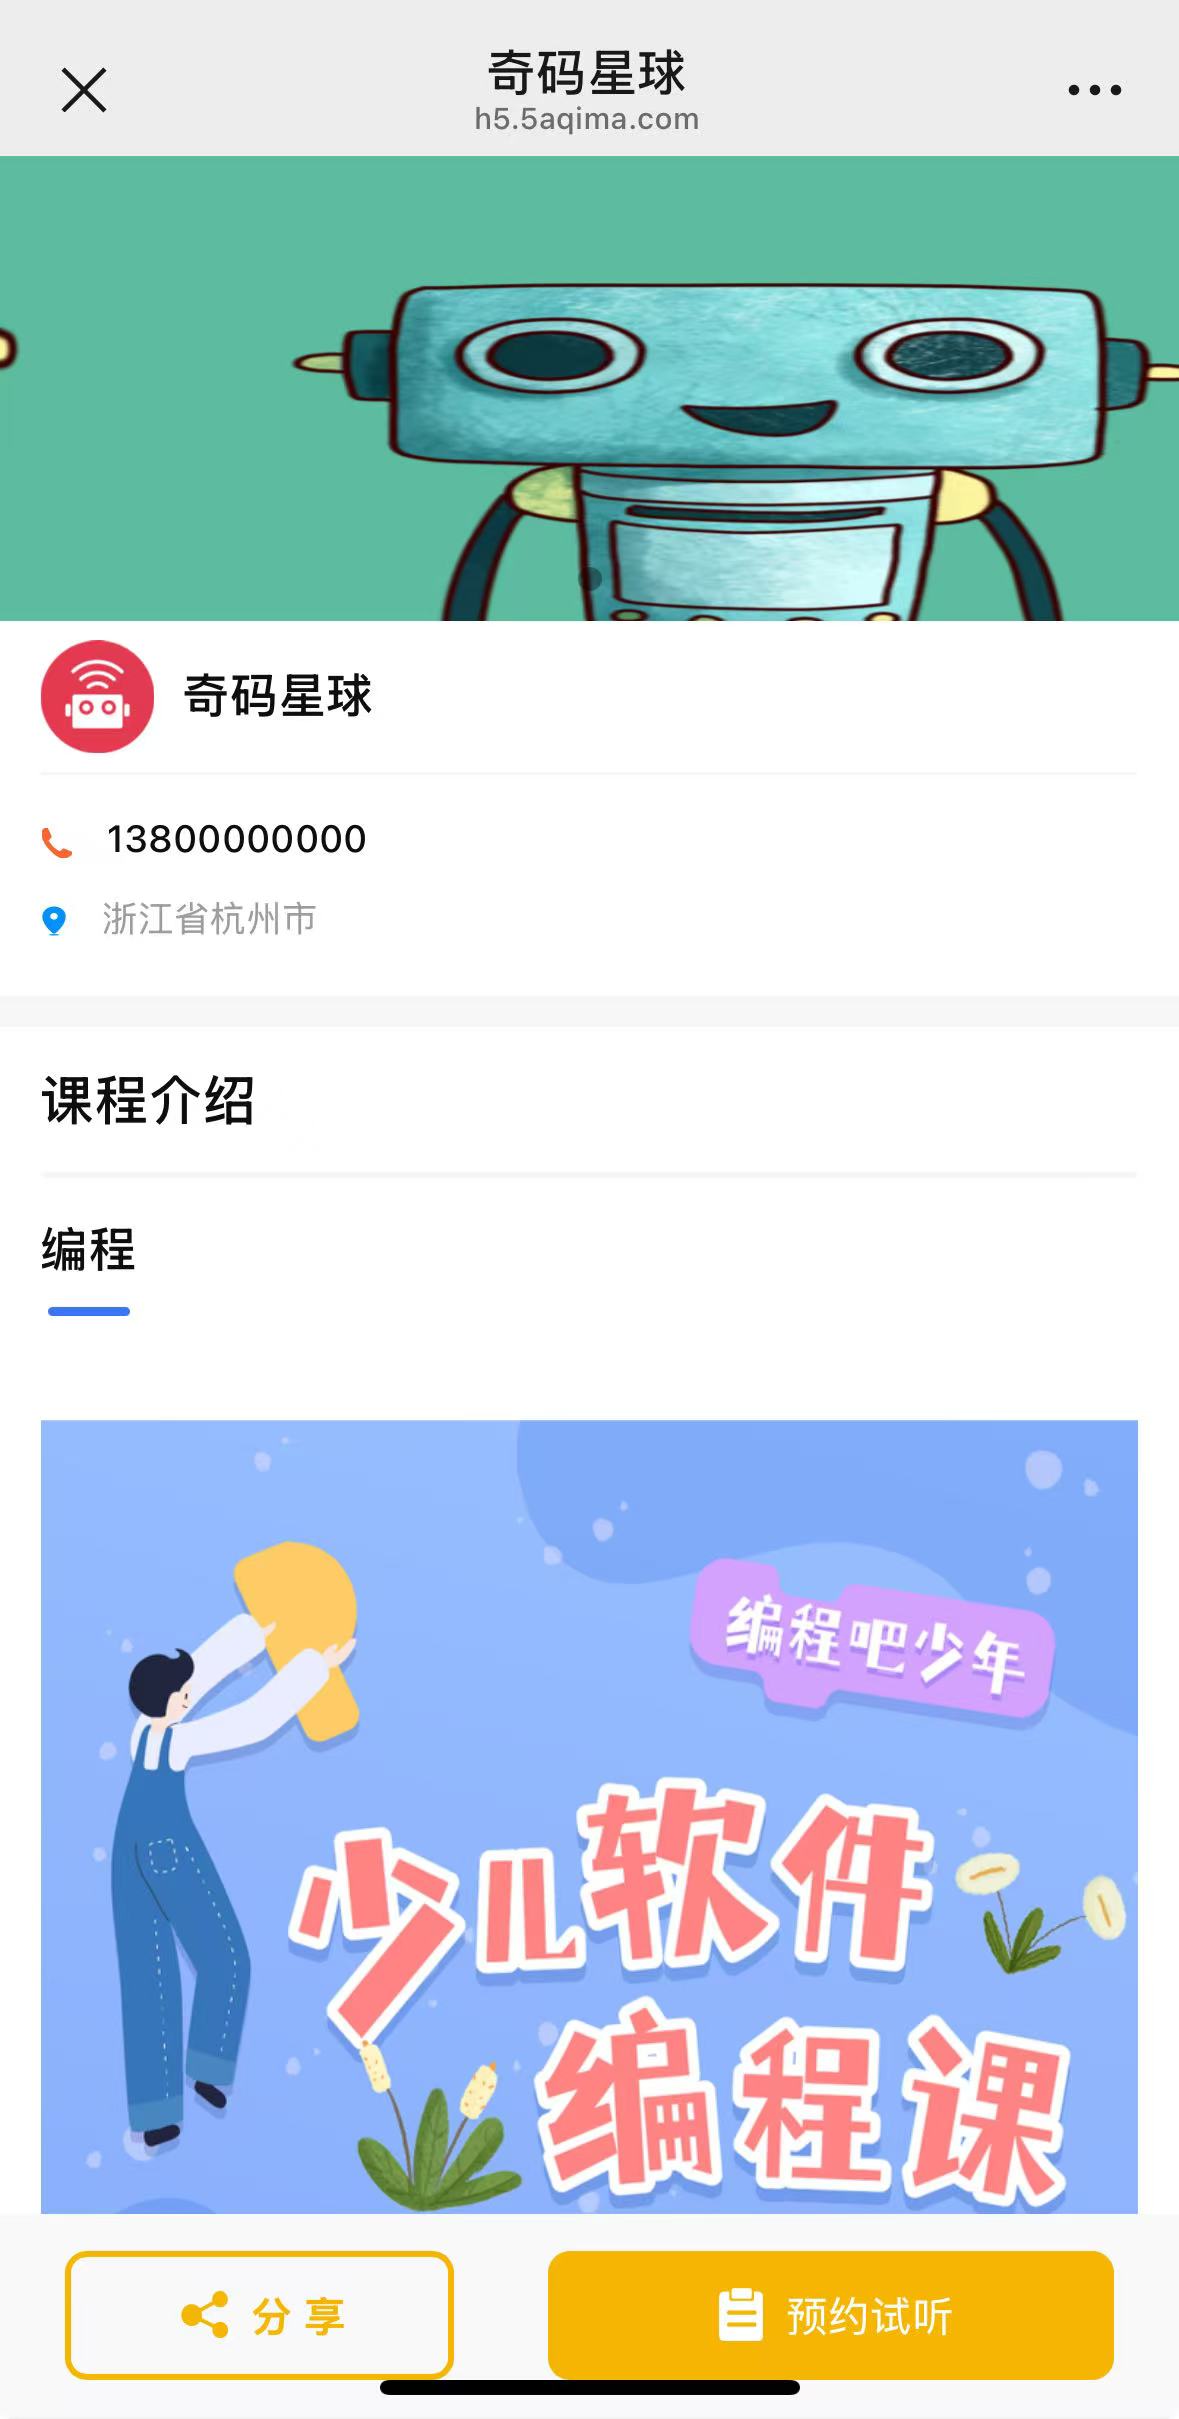 奇码星球
h5.5aqima.com
奇码星球
13800000000
浙江省杭州市
课程介绍
编程
编程吧少年
少儿软件
编程课
分享
预约试听